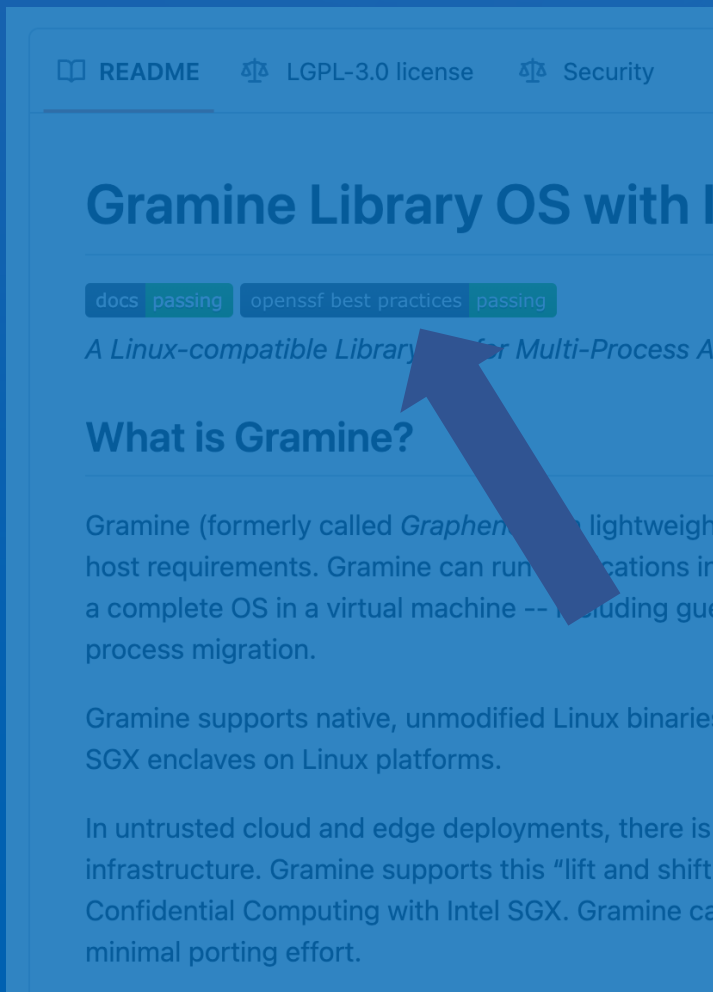 README LGPL-3.0 license Security
Gramine Library OS with
docs passing openssf best practices passing
A Linux-compatible Library for Multi-Process A
What is Gramine?
Gramine (formerly called lightweigh
host requirements. Gramine can run in
a complete OS in a virtual machine -- gue
process migration.
Gramine supports native, unmodified Linux binaries
SGX enclaves on Linux platforms.
In untrusted cloud and edge deployments, there is
infrastructure. Gramine supports this “lift and shift
Confidential Computing with Intel SGX. Gramine ca
minimal porting effort.